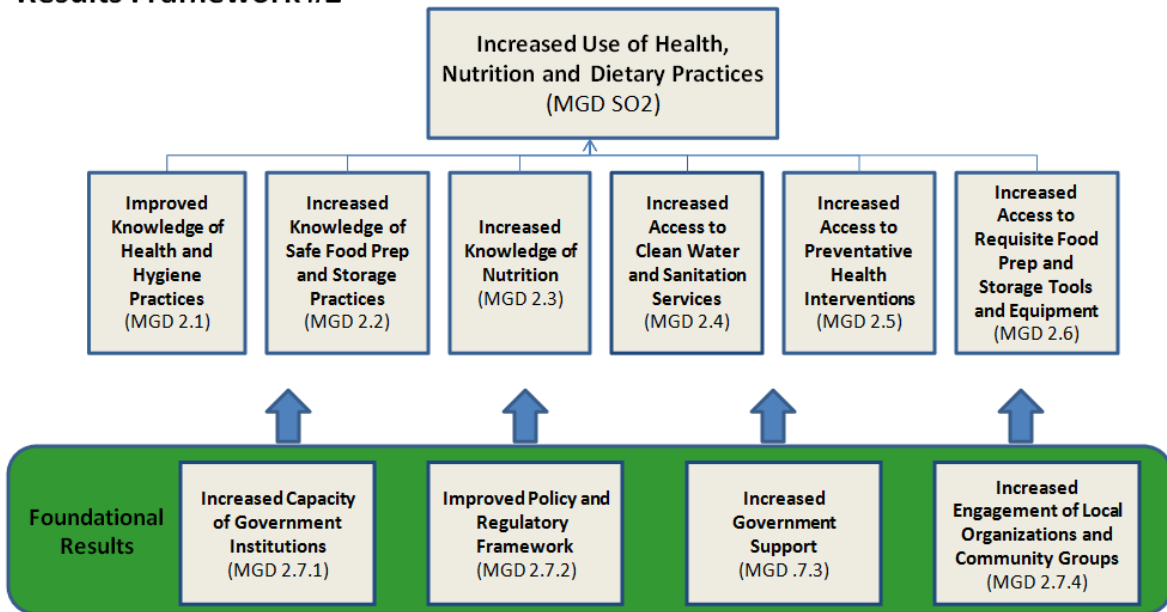 Results Framework #2
Increased Use of Health,
Nutrition and Dietary Practices
(MGD SO2)
Improved
Knowledge of
Health and
Hygiene
Practices
(MGD 2.1)
Increased
Knowledge of
Safe Food Prep
and Storage
Practices
(MGD 2.2)
Increased
Knowledge of
Nutrition
(MGD 2.3)
Increased
Access to
Clean Water
and Sanitation
Services
(MGD 2.4)
Increased
Access to
Preventative
Health
Interventions
(MGD 2.5)
Increased
Access to
Requisite Food
Prep and
Storage Tools
and Equipment
(MGD 2.6)
Foundational
Results
Increased Capacity
of Government
Institutions
(MGD 2.7.1)
Improved Policy and
Regulatory
Framework
(MGD 2.7.2)
Increased
Government
Support
(MGD .7.3)
Increased
Engagement of Local
Organizations and
Community Groups
(MGD 2.7.4)